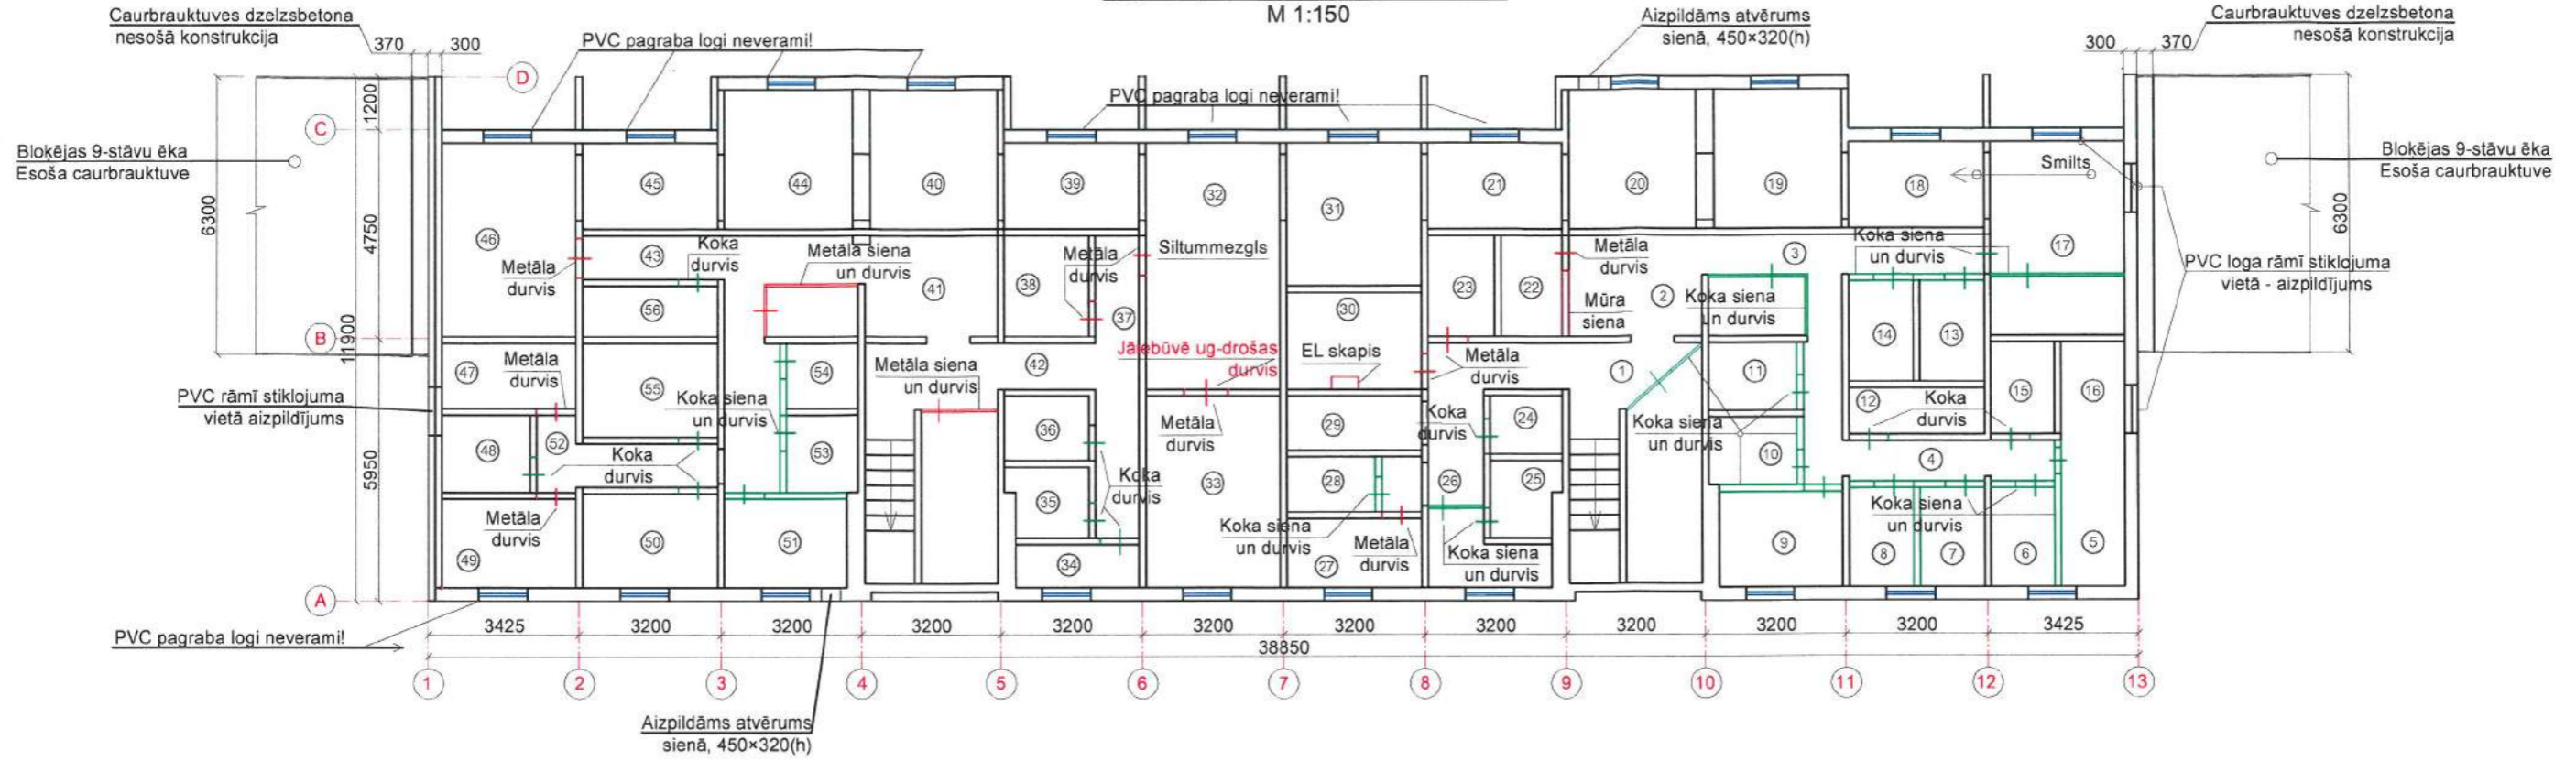 M 1:150
Caurbrauktuves dzelzsbetona
nesošā konstrukcija
370
300
PVC pagraba logi neverami!
Aizpildāms atvērums
sienā, 450×320(h)
Caurbrauktuves dzelzsbetona
nesošā konstrukcija
300
370
D
C
B
A
1200
4750
5950
11900
6300
6300
PVC pagraba logi neverami!
Bloķējas 9-stāvu ēka
Esoša caurbrauktuve
Bloķējas 9-stāvu ēka
Esoša caurbrauktuve
Smilts
45
44
40
39
32
31
21
20
19
18
46
43
Koka
durvis
Metāla siena
un durvis
Metāla
durvis
Siltummezgls
Metāla
durvis
3
Koka siena
un durvis
17
Metāla
durvis
56
41
38
37
30
23
22
Mūra
siena
2
Koka siena
un durvis
14
13
PVC loga rāmī stiklojuma
vietā - aizpildījums
47
Metāla
durvis
55
54
Metāla siena
un durvis
42
Jāiebūvē ug-drošas
durvis
EL skapis
Metāla
durvis
1
11
15
16
PVC rāmī stiklojuma
vietā aizpildījums
Koka siena
un durvis
12
Koka
durvis
48
52
53
Koka
durvis
36
Metāla
durvis
29
Koka
durvis
24
Koka siena
un durvis
10
4
35
Koka
durvis
33
28
26
25
Koka siena
un durvis
Metāla
durvis
49
50
51
34
Koka siena
un durvis
27
Metāla
durvis
Koka siena
un durvis
9
8
7
6
5
PVC pagraba logi neverami!
3425
3200
3200
3200
3200
3200
3200
3200
3200
3200
3200
3425
38850
1
2
3
4
5
6
7
8
9
10
11
12
13
Aizpildāms atvērums
sienā, 450×320(h)